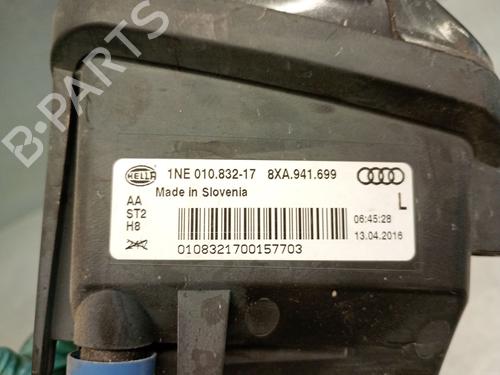 B-PARTS
HELLA
1NE 010.832-17 8XA.941.699
Made in Slovenia
AA
ST2
H8
242
L
06:45:28
13.04.2016
0108321700157703